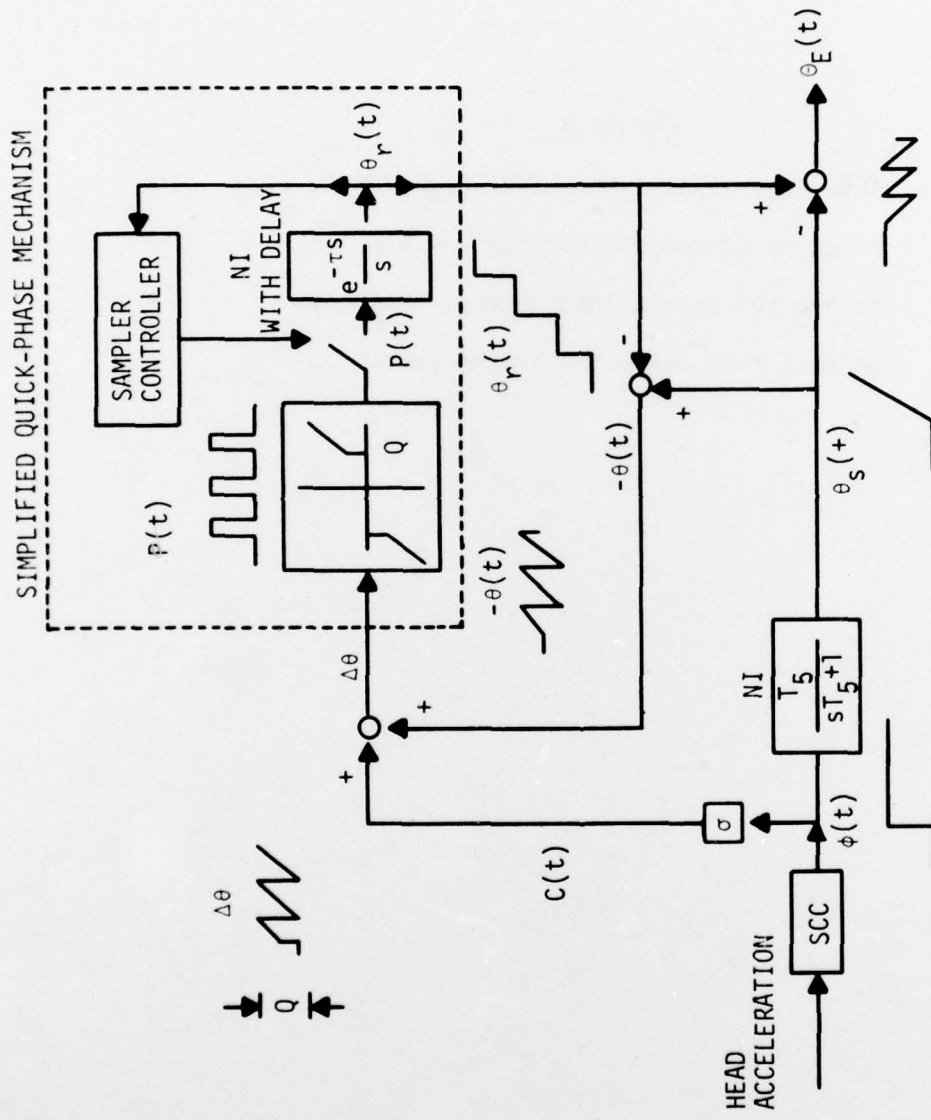 SIMPLIFIED QUICK-PHASE MECHANISM
SAMPLER
CONTROLLER
P(t)
NI
WITH DELAY
e^-τs
s
θr(t)
P(t)
Q
Δθ
Q
Δθ
+
+
-θ(t)
θr(t)
-θ(t)
-
+
C(t)
σ
HEAD
ACCELERATION
SCC
φ(t)
NI
T5
sT5+1
θs(+)
+
-
θE(t)